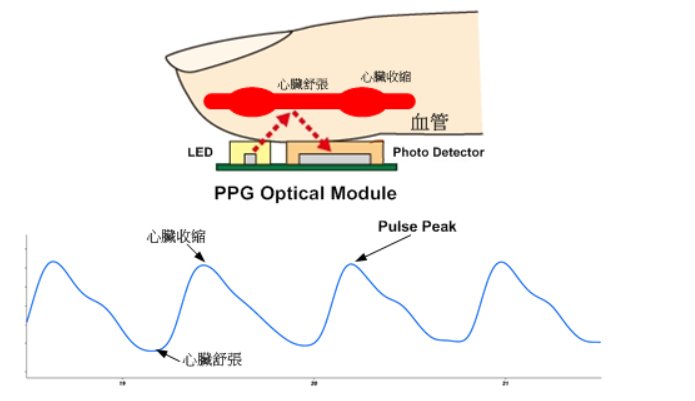 心臟舒張
心臟收縮
血管
LED
Photo Detector
PPG Optical Module
心臟收縮
Pulse Peak
心臟舒張
19
20
21